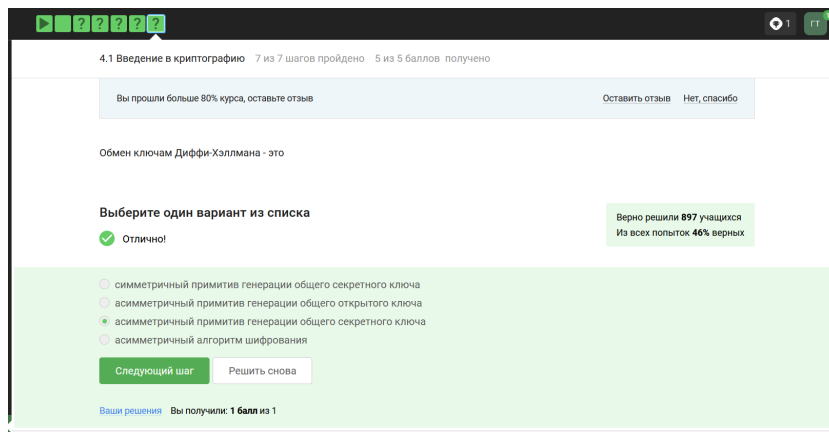 ? ? ? ? ?
1
ГТ
4.1 Введение в криптографию 7 из 7 шагов пройдено 5 из 5 баллов получено
Вы прошли больше 80% курса, оставьте отзыв Оставить отзыв Нет, спасибо
Обмен ключам Диффи-Хэллмана - это
Выберите один вариант из списка
Отлично!
Верно решили 897 учащихся
Из всех попыток 46% верных
симметричный примитив генерации общего секретного ключа
асимметричный примитив генерации общего открытого ключа
асимметричный примитив генерации общего секретного ключа
асимметричный алгоритм шифрования
Следующий шаг Решить снова
Ваши решения Вы получили: 1 балл из 1